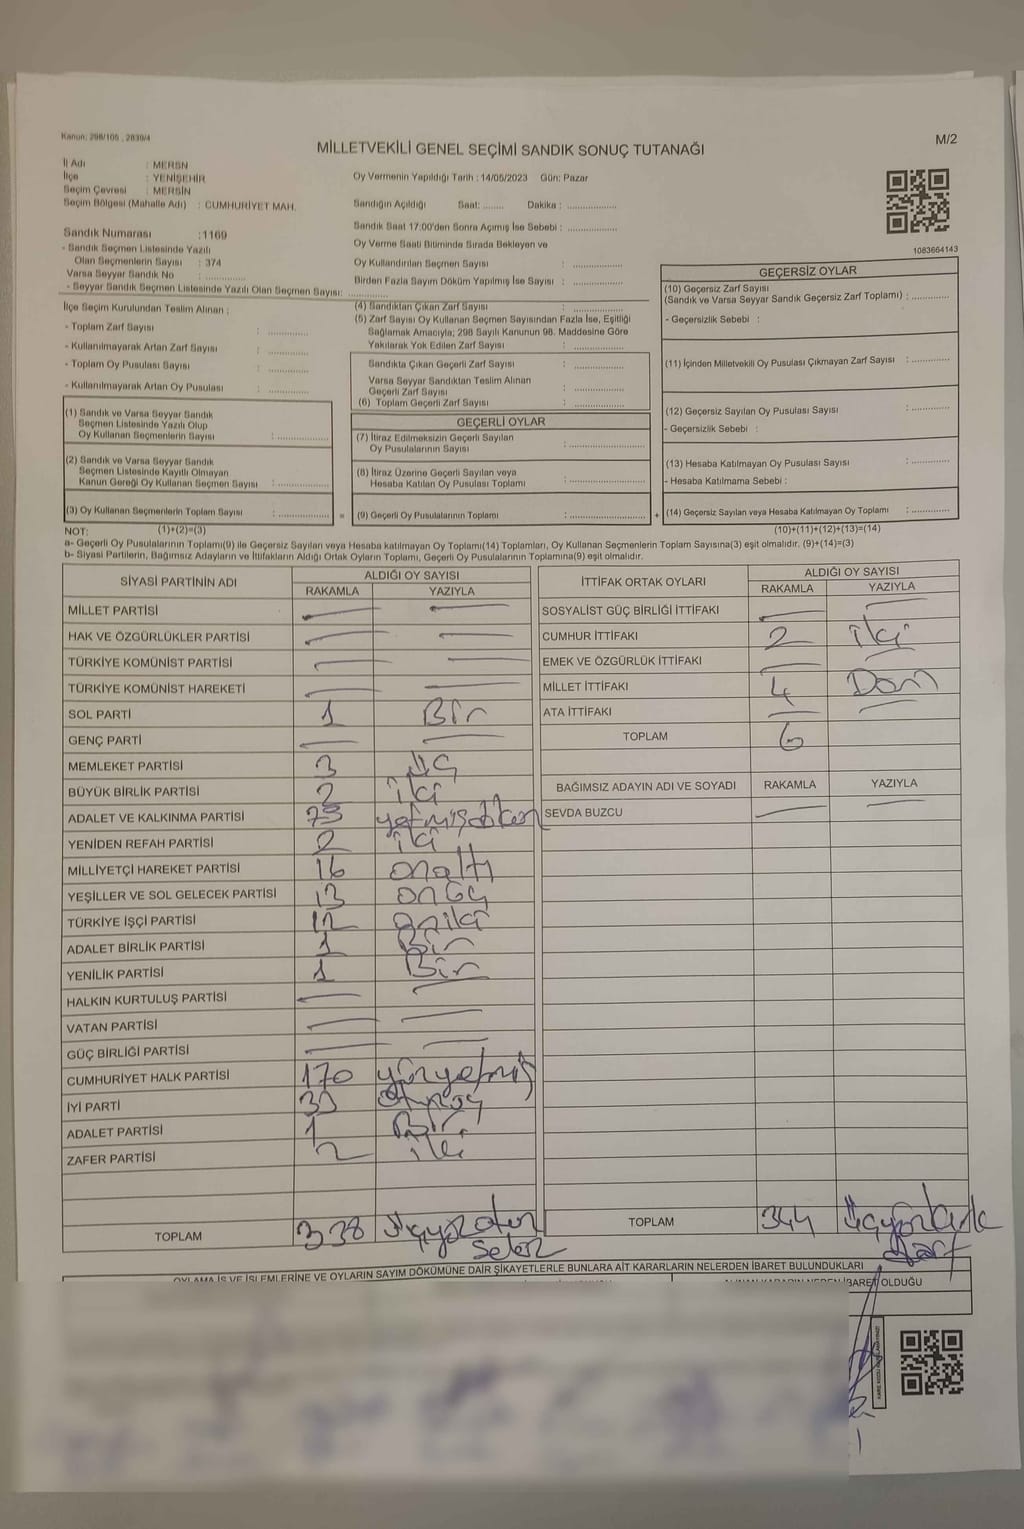 Kanun: 298/105 , 2839/4
MİLLETVEKİLİ GENEL SEÇİMİ SANDIK SONUÇ TUTANAĞI
M/2
İl Adı : MERSN
İlçe : YENİŞEHİR
Seçim Çevresi : MERSİN
Seçim Bölgesi (Mahalle Adı) : CUMHURİYET MAH.
Oy Vermenin Yapıldığı Tarih : 14/05/2023 Gün: Pazar
Sandığın Açıldığı Saat: ........ Dakika : ..................
Sandık Saat 17:00'den Sonra Açımış İse Sebebi : ..................
Oy Verme Saati Bitiminde Sırada Bekleyen ve
Oy Kullandırılan Seçmen Sayısı : ..................
Birden Fazla Sayım Döküm Yapılmış İse Sayısı : ..................
1083664143
Sandık Numarası :1169
- Sandık Seçmen Listesinde Yazılı
Olan Seçmenlerin Sayısı : 374
Varsa Seyyar Sandık No : ..............
- Seyyar Sandık Seçmen Listesinde Yazılı Olan Seçmen Sayısı: ..............
İlçe Seçim Kurulundan Teslim Alınan ;
- Toplam Zarf Sayısı : ..............
- Kullanılmayarak Artan Zarf Sayısı : ..............
- Toplam Oy Pusulası Sayısı : ..............
- Kullanılmayarak Artan Oy Pusulası : ..............
(4) Sandıktan Çıkan Zarf Sayısı : ..................
(5) Zarf Sayısı Oy Kullanan Seçmen Sayısından Fazla İse, Eşitliği
Sağlamak Amacıyla; 298 Sayılı Kanunun 98. Maddesine Göre
Yakılarak Yok Edilen Zarf Sayısı : ..................
Sandıkta Çıkan Geçerli Zarf Sayısı : ..................
Varsa Seyyar Sandıktan Teslim Alınan
Geçerli Zarf Sayısı : ..................
(6) Toplam Geçerli Zarf Sayısı : ..................
GEÇERSİZ OYLAR
(10) Geçersiz Zarf Sayısı
(Sandık ve Varsa Seyyar Sandık Geçersiz Zarf Toplamı) : ..............
- Geçersizlik Sebebi :
(11) İçinden Milletvekili Oy Pusulası Çıkmayan Zarf Sayısı : ..............
(12) Geçersiz Sayılan Oy Pusulası Sayısı : ..............
- Geçersizlik Sebebi :
(13) Hesaba Katılmayan Oy Pusulası Sayısı : ..............
- Hesaba Katılmama Sebebi :
(14) Geçersiz Sayılan veya Hesaba Katılmayan Oy Toplamı : ..............
(1) Sandık ve Varsa Seyyar Sandık
Seçmen Listesinde Yazılı Olup
Oy Kullanan Seçmenlerin Sayısı : ..................
(2) Sandık ve Varsa Seyyar Sandık
Seçmen Listesinde Kayıtlı Olmayan
Kanun Gereği Oy Kullanan Seçmen Sayısı : ..................
(3) Oy Kullanan Seçmenlerin Toplam Sayısı : ..................
GEÇERLİ OYLAR
(7) İtiraz Edilmeksizin Geçerli Sayılan
Oy Pusulalarının Sayısı : ..................
(8) İtiraz Üzerine Geçerli Sayılan veya
Hesaba Katılan Oy Pusulası Toplamı : ..................
= (9) Geçerli Oy Pusulalarının Toplamı : .................. +
NOT: (1)+(2)=(3) (10)+(11)+(12)+(13)=(14)
a- Geçerli Oy Pusulalarının Toplamı(9) ile Geçersiz Sayılan veya Hesaba katılmayan Oy Toplamı(14) Toplamları, Oy Kullanan Seçmenlerin Toplam Sayısına(3) eşit olmalıdır. (9)+(14)=(3)
b- Siyasi Partilerin, Bağımsız Adayların ve İttifakların Aldığı Ortak Oyların Toplamı, Geçerli Oy Pusulalarının Toplamına(9) eşit olmalıdır.
SİYASİ PARTİNİN ADI ALDIĞI OY SAYISI
RAKAMLA YAZIYLA
MİLLET PARTİSİ
HAK VE ÖZGÜRLÜKLER PARTİSİ
TÜRKİYE KOMÜNİST PARTİSİ
TÜRKİYE KOMÜNİST HAREKETİ
SOL PARTİ 1 Bir
GENÇ PARTİ
MEMLEKET PARTİSİ 3 üç
BÜYÜK BİRLİK PARTİSİ 2 iki
ADALET VE KALKINMA PARTİSİ
YENİDEN REFAH PARTİSİ 2 iki
MİLLİYETÇİ HAREKET PARTİSİ 16 onaltı
YEŞİLLER VE SOL GELECEK PARTİSİ 13 onüç
TÜRKİYE İŞÇİ PARTİSİ 12 oniki
ADALET BİRLİK PARTİSİ 1 Bir
YENİLİK PARTİSİ 1 Bir
HALKIN KURTULUŞ PARTİSİ
VATAN PARTİSİ
GÜÇ BİRLİĞİ PARTİSİ
CUMHURİYET HALK PARTİSİ 170 yüzyetmiş
İYİ PARTİ
ADALET PARTİSİ 1 Bir
ZAFER PARTİSİ 2 iki
TOPLAM 338 üçyüzotuz
sekiz
İTTİFAK ORTAK OYLARI ALDIĞI OY SAYISI
RAKAMLA YAZIYLA
SOSYALİST GÜÇ BİRLİĞİ İTTİFAKI
CUMHUR İTTİFAKI 2 iki
EMEK VE ÖZGÜRLÜK İTTİFAKI
MİLLET İTTİFAKI 4
ATA İTTİFAKI
TOPLAM 6
BAĞIMSIZ ADAYIN ADI VE SOYADI RAKAMLA YAZIYLA
SEVDA BUZCU
TOPLAM 344
OYLAMA İŞ VE İŞLEMLERİNE VE OYLARIN SAYIM DÖKÜMÜNE DAİR ŞİKAYETLERLE BUNLARA AİT KARARLARIN NELERDEN İBARET BULUNDUKLARI
İBARET OLDUĞU